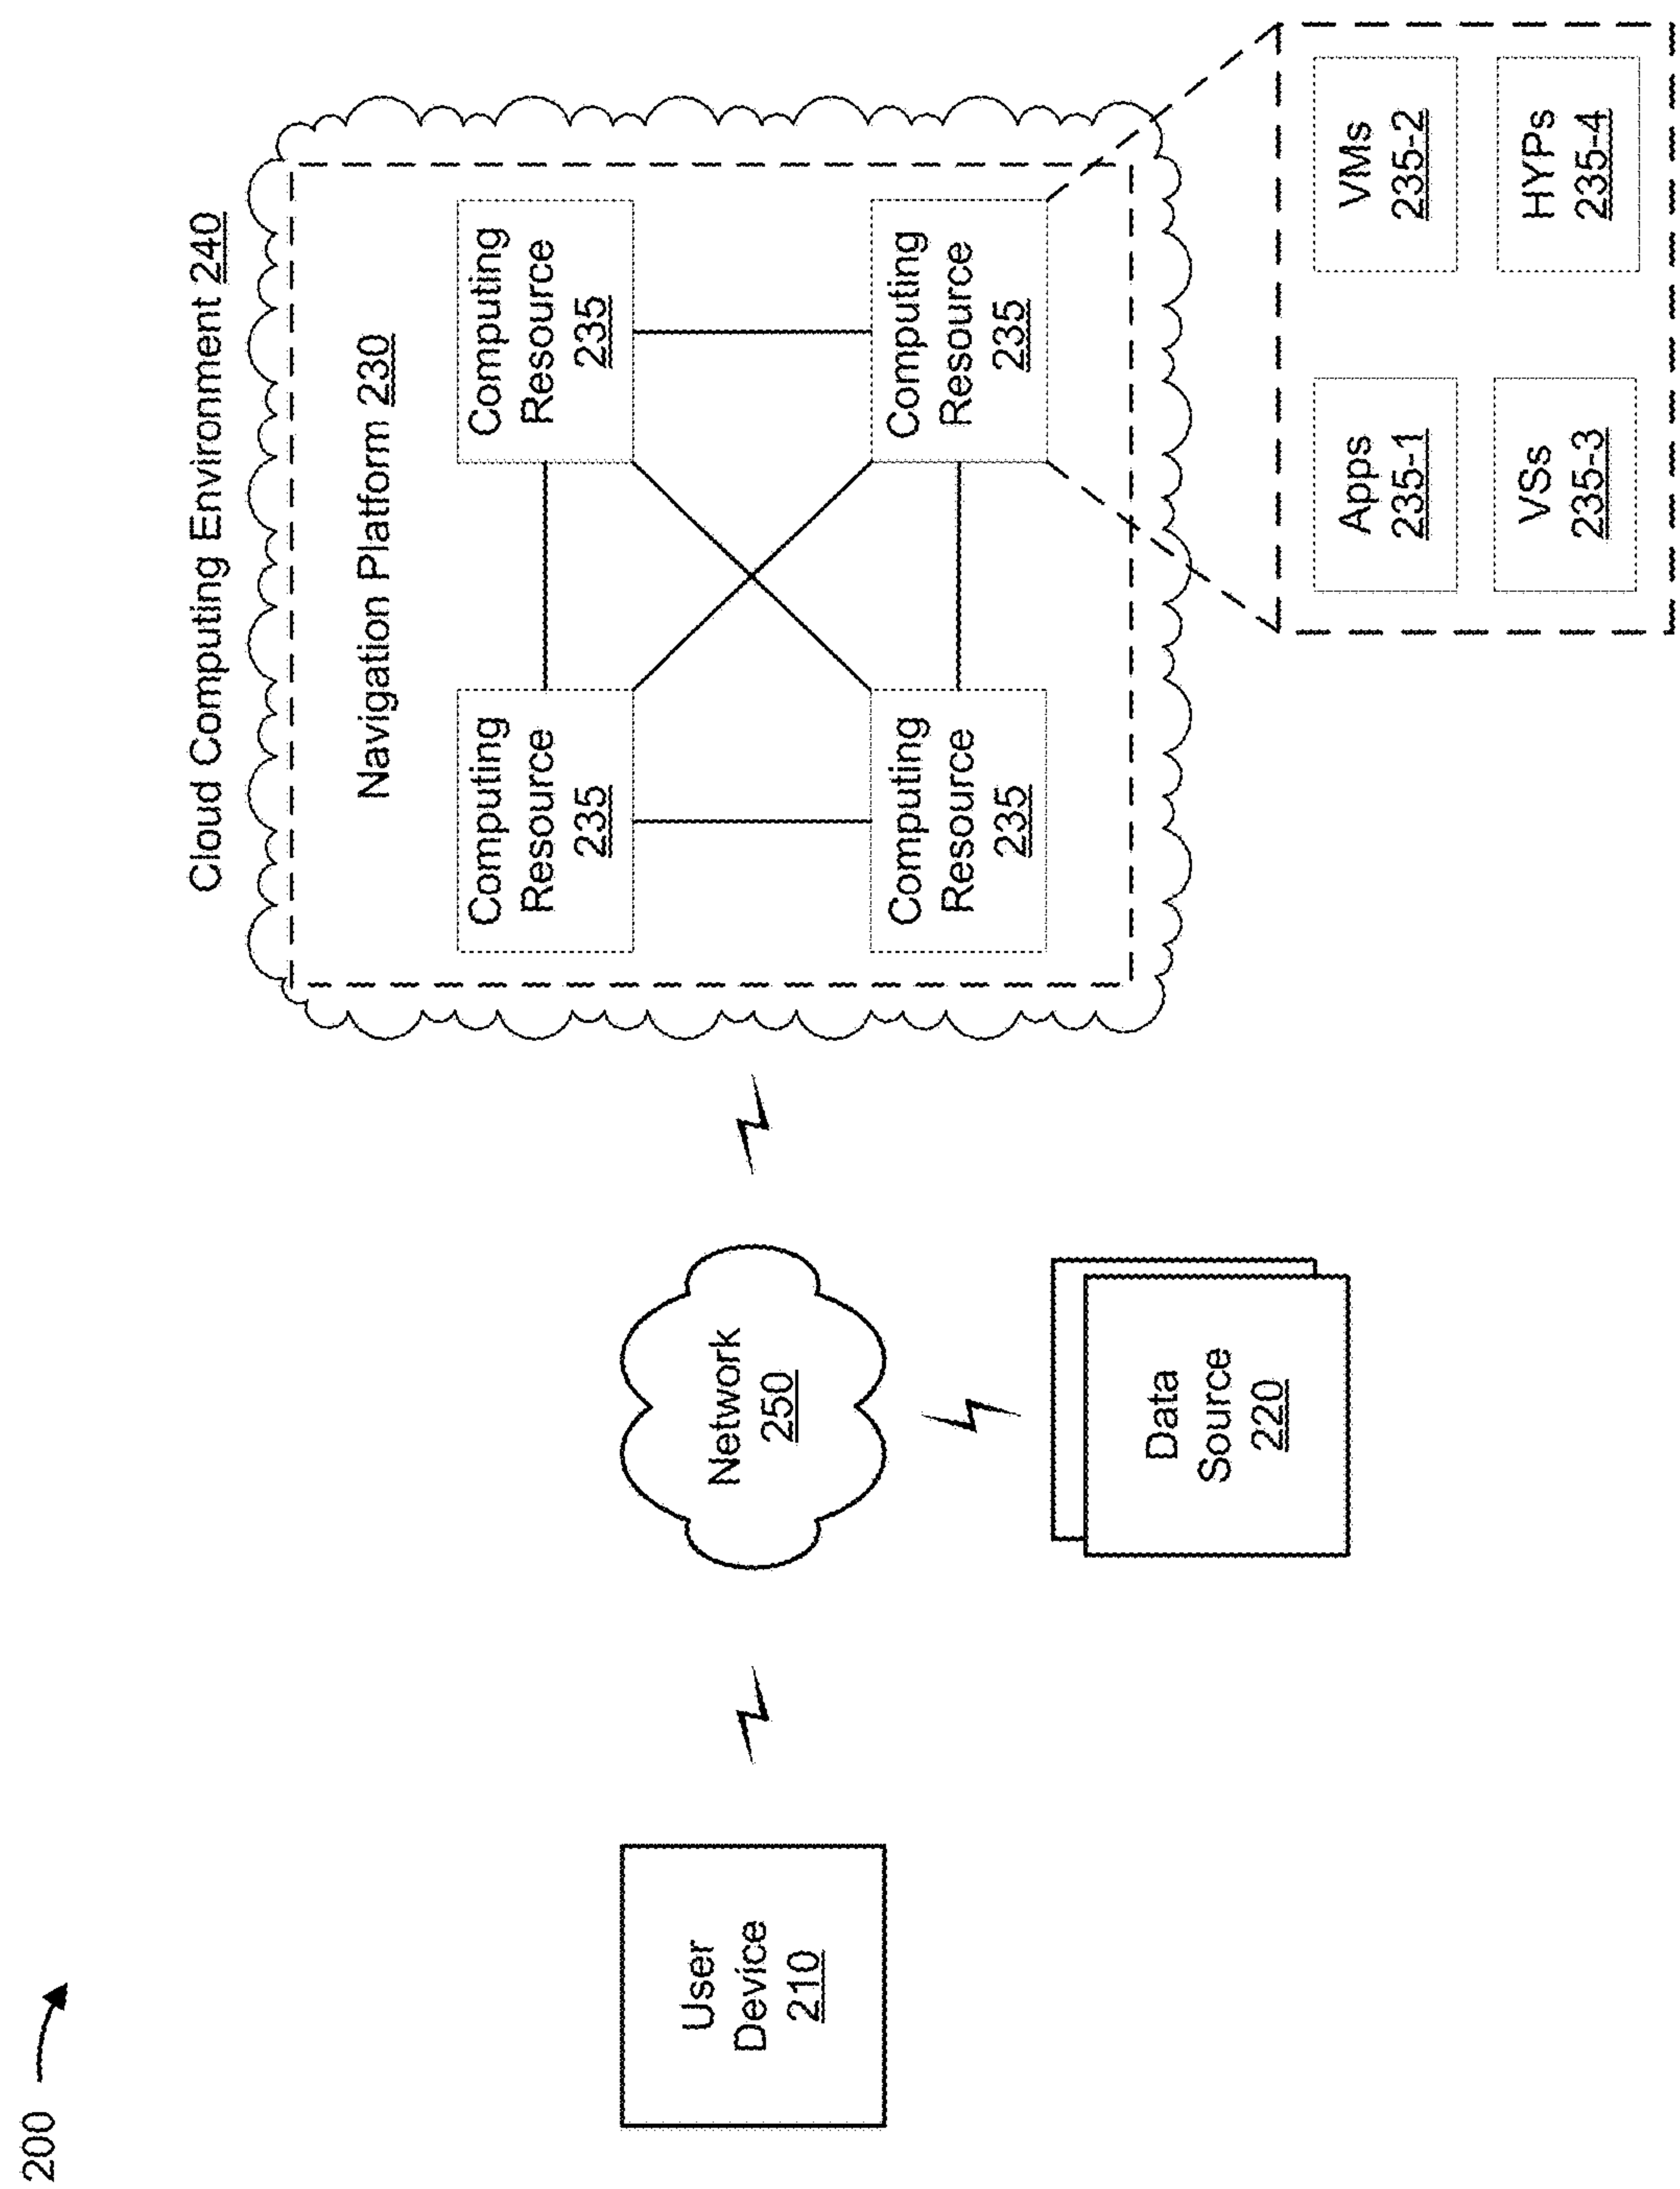 200
Cloud Computing Environment 240
Navigation Platform 230
Computing
Resource
235
Computing
Resource
235
Computing
Resource
235
Computing
Resource
235
User
Device
210
Network
250
Data
Source
220
Apps
235-1
VMs
235-2
VSs
235-3
HYPs
235-4